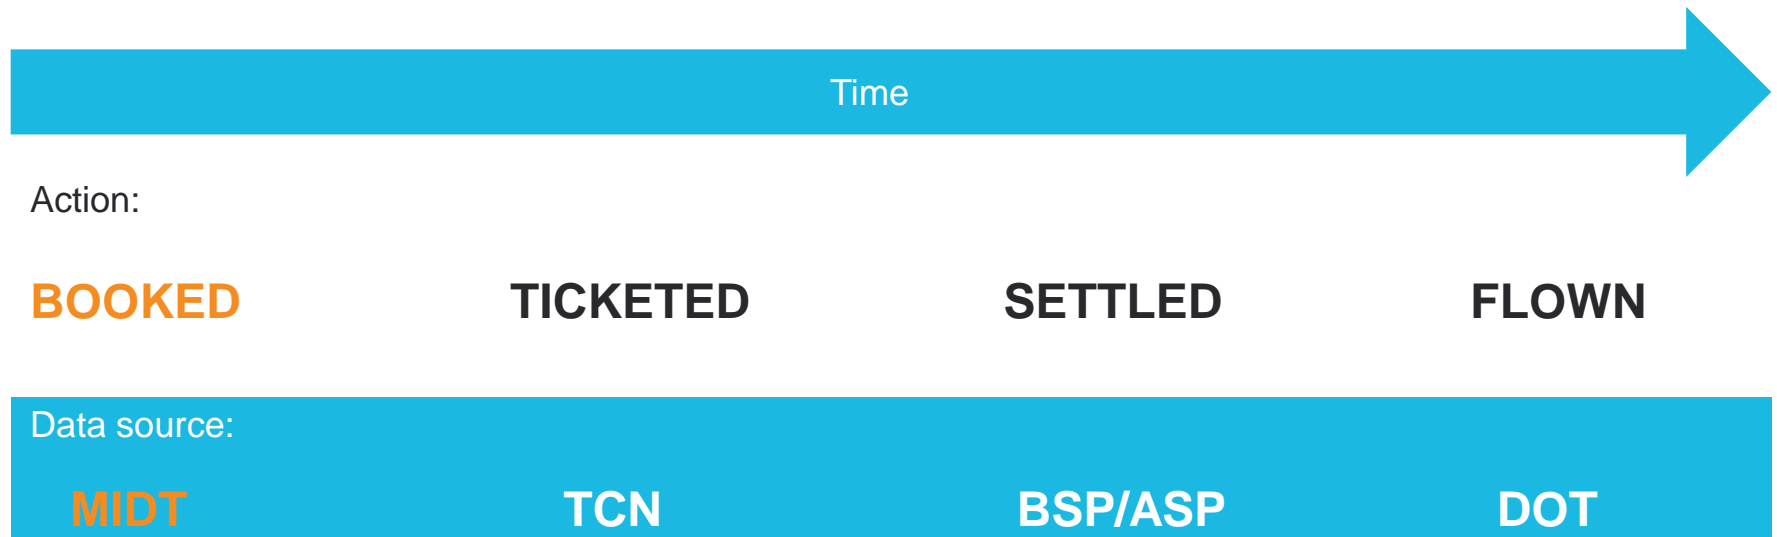 Time
Action:
BOOKED TICKETED SETTLED FLOWN
Data source:
MIDT TCN BSP/ASP DOT